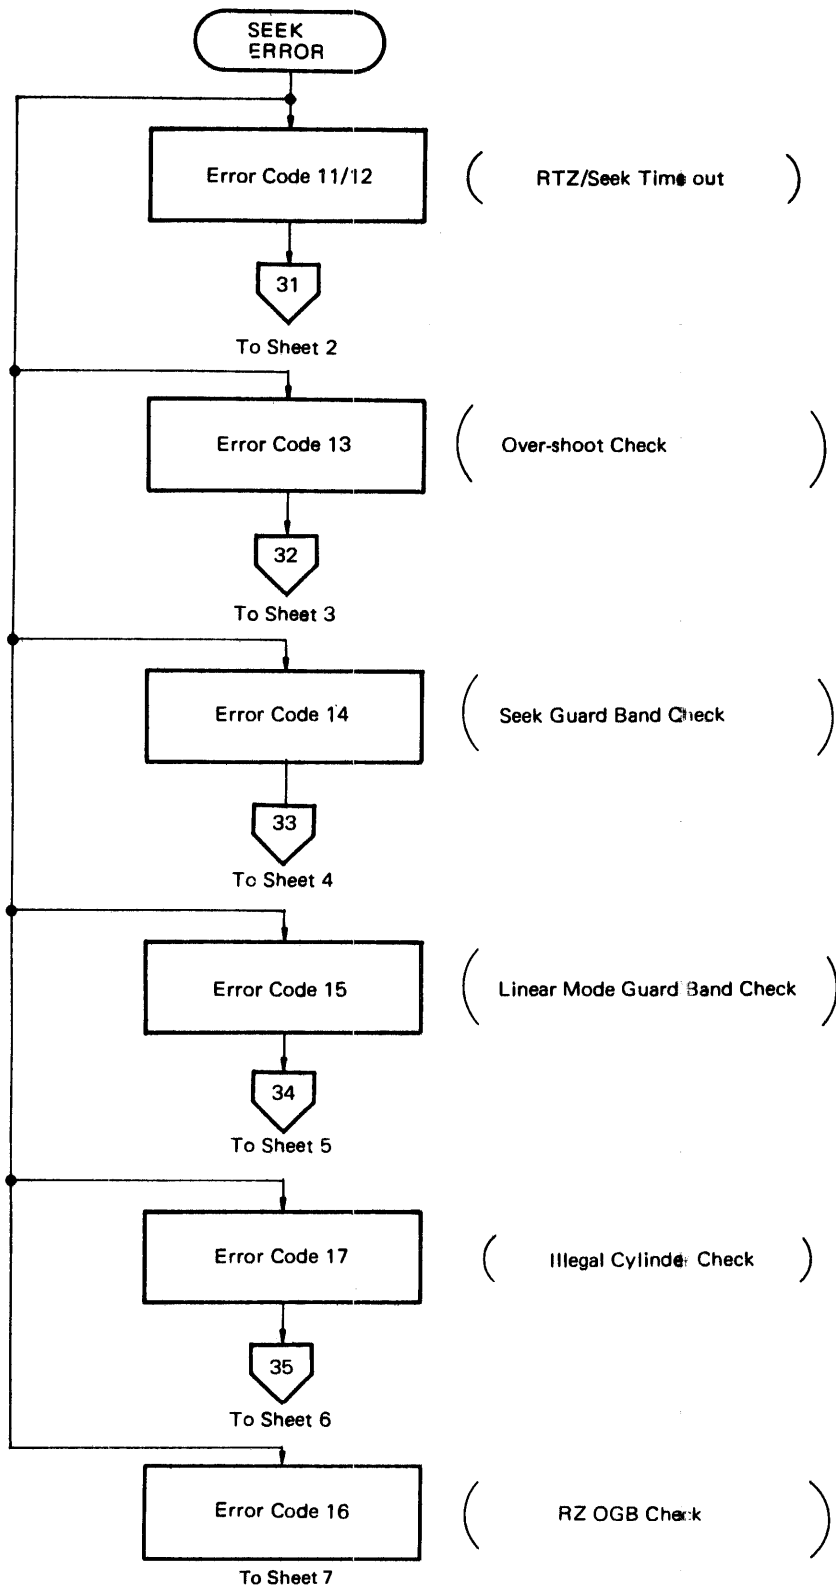 SEEK
ERROR
Error Code 11/12
RTZ/Seek Time out
31
To Sheet 2
Error Code 13
Over-shoot Check
32
To Sheet 3
Error Code 14
Seek Guard Band Check
33
To Sheet 4
Error Code 15
Linear Mode Guard Band Check
34
To Sheet 5
Error Code 17
Illegal Cylinder Check
35
To Sheet 6
Error Code 16
RZ OGB Check
To Sheet 7